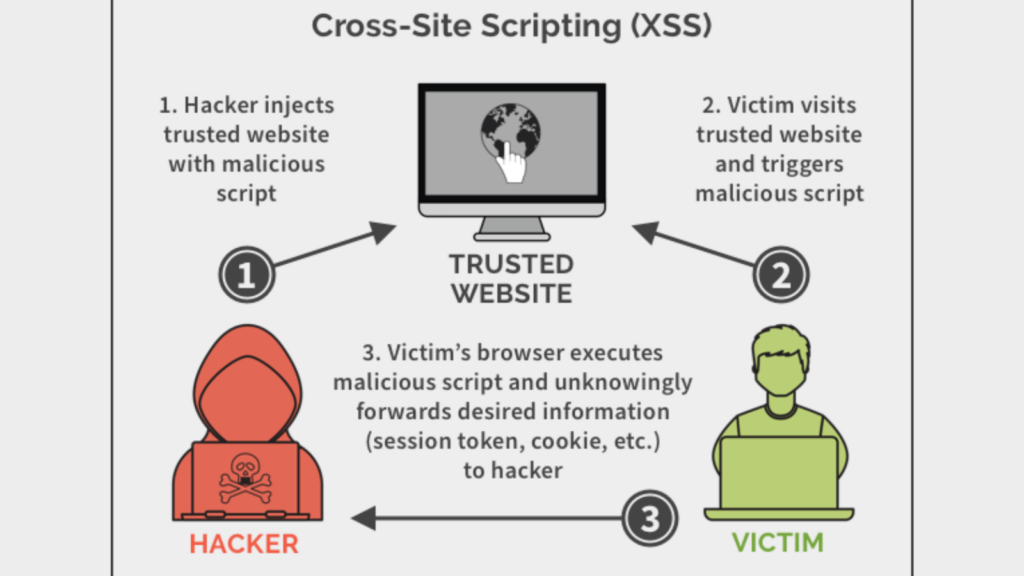 Cross-Site Scripting (XSS)
1. Hacker injects
trusted website
with malicious
script
2. Victim visits
trusted website
and triggers
malicious script
1
2
TRUSTED
WEBSITE
3. Victim’s browser executes
malicious script and unknowingly
forwards desired information
(session token, cookie, etc.)
to hacker
3
HACKER
VICTIM